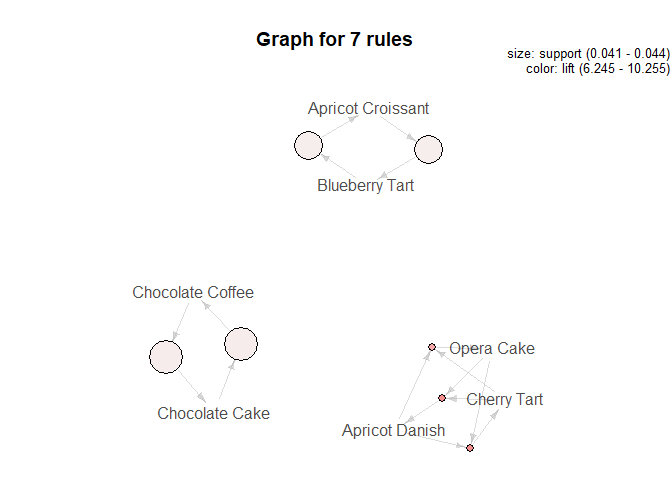 Graph for 7 rules
size: support (0.041 - 0.044)
color: lift (6.245 - 10.255)
Apricot Croissant
Blueberry Tart
Chocolate Coffee
Chocolate Cake
Opera Cake
Cherry Tart
Apricot Danish